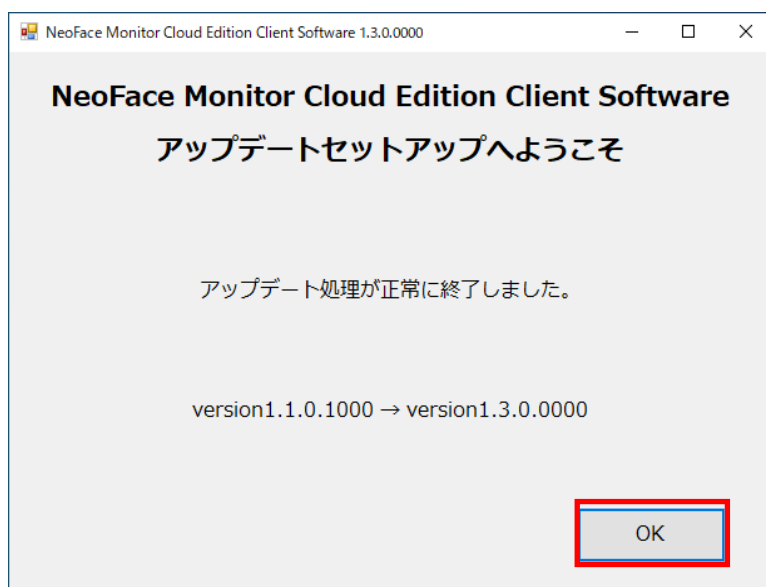 NeoFace Monitor Cloud Edition Client Software 1.3.0.0000
NeoFace Monitor Cloud Edition Client Software
アップデートセットアップへようこそ
アップデート処理が正常に終了しました。
version1.1.0.1000 → version1.3.0.0000
OK